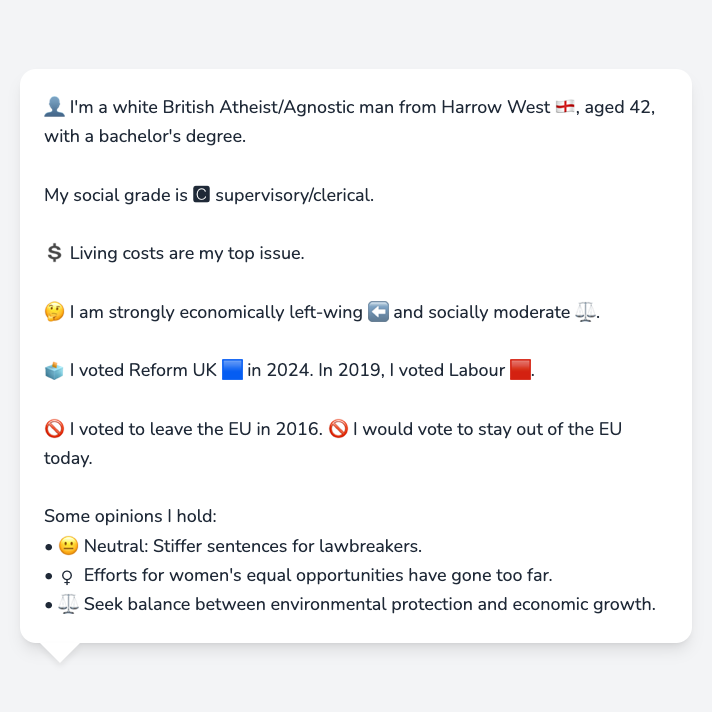 👤 I'm a white British Atheist/Agnostic man from Harrow West 🏴󠁧󠁢󠁥󠁮󠁧󠁿, aged 42,
with a bachelor's degree.
My social grade is 🅲 supervisory/clerical.
💲 Living costs are my top issue.
🤔 I am strongly economically left-wing ⬅️ and socially moderate ⚖️.
🗳️ I voted Reform UK 🟦 in 2024. In 2019, I voted Labour 🟥.
🚫 I voted to leave the EU in 2016. 🚫 I would vote to stay out of the EU
today.
Some opinions I hold:
• 😐 Neutral: Stiffer sentences for lawbreakers.
• ♀ Efforts for women's equal opportunities have gone too far.
• ⚖️ Seek balance between environmental protection and economic growth.